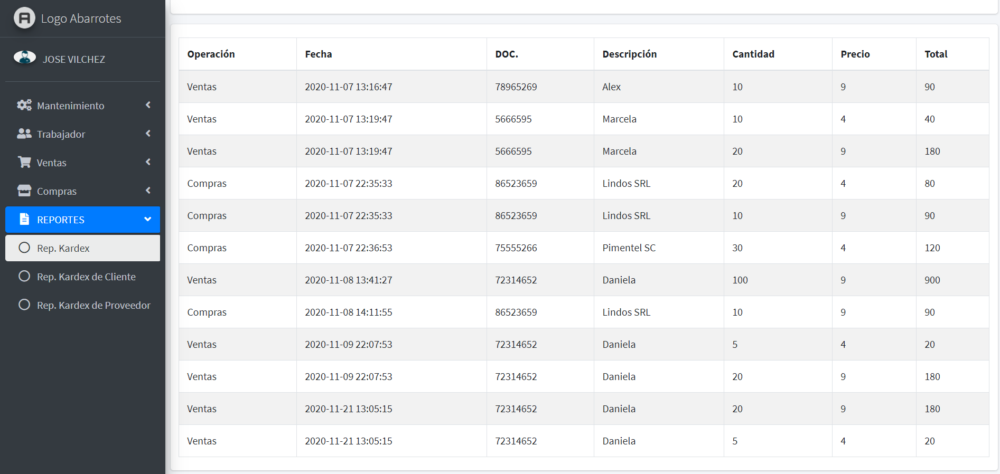 Logo Abarrotes
JOSE VILCHEZ
Mantenimiento
Trabajador
Ventas
Compras
REPORTES
Rep. Kardex
Rep. Kardex de Cliente
Rep. Kardex de Proveedor
Operación Fecha DOC. Descripción Cantidad Precio Total
Ventas 2020-11-07 13:16:47 78965269 Alex 10 9 90
Ventas 2020-11-07 13:19:47 5666595 Marcela 10 4 40
Ventas 2020-11-07 13:19:47 5666595 Marcela 20 9 180
Compras 2020-11-07 22:35:33 86523659 Lindos SRL 20 4 80
Compras 2020-11-07 22:35:33 86523659 Lindos SRL 10 9 90
Compras 2020-11-07 22:36:53 75555266 Pimentel SC 30 4 120
Ventas 2020-11-08 13:41:27 72314652 Daniela 100 9 900
Compras 2020-11-08 14:11:55 86523659 Lindos SRL 10 9 90
Ventas 2020-11-09 22:07:53 72314652 Daniela 5 4 20
Ventas 2020-11-09 22:07:53 72314652 Daniela 20 9 180
Ventas 2020-11-21 13:05:15 72314652 Daniela 20 9 180
Ventas 2020-11-21 13:05:15 72314652 Daniela 5 4 20